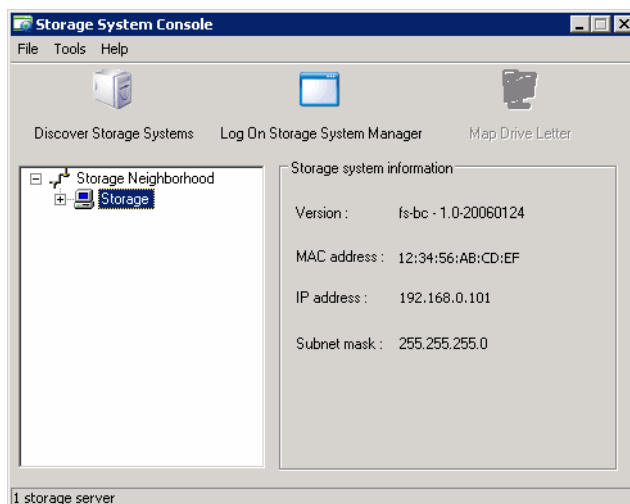 Storage System Console
File Tools Help
Discover Storage Systems Log On Storage System Manager Map Drive Letter
Storage Neighborhood
Storage
Storage system information
Version : fs-bc - 1.0-20060124
MAC address : 12:34:56:AB:CD:EF
IP address : 192.168.0.101
Subnet mask : 255.255.255.0
1 storage server